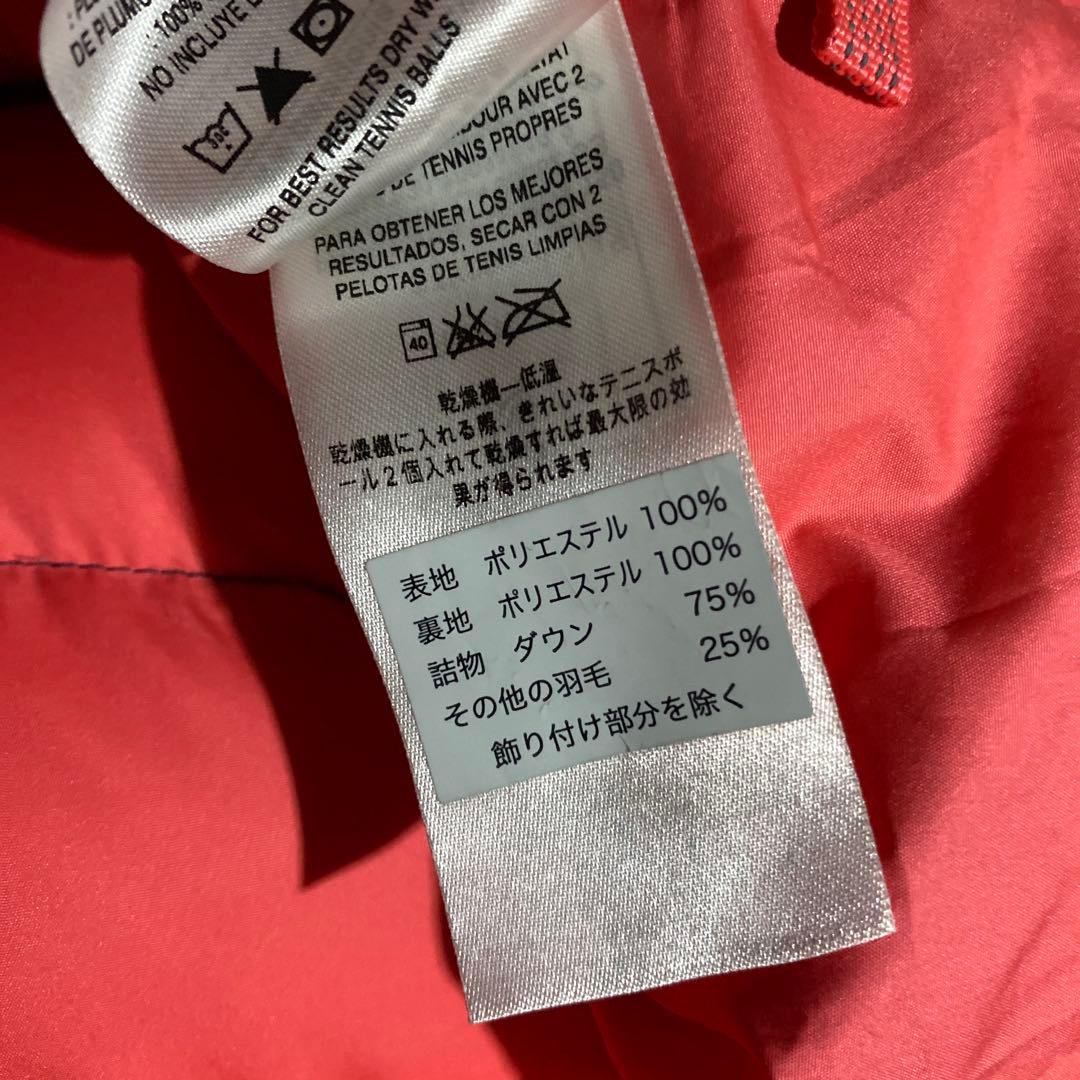 DE PLUMO
: 100%
NO INCLUYE
30C
FOR BEST RESULTS DRY
CLEAN TENNIS BALLS
AVEC 2
DE TENNIS PROPRES
PARA OBTENER LOS MEJORES
RESULTADOS, SECAR CON 2
PELOTAS DE TENIS LIMPIAS
40
乾燥機ー低温
乾燥機に入れる際、きれいなテニスボ
ール2個入れて乾燥すれば最大限の効
果が得られます
表地 ポリエステル 100%
裏地 ポリエステル 100%
詰物 ダウン 75%
その他の羽毛 25%
飾り付け部分を除く